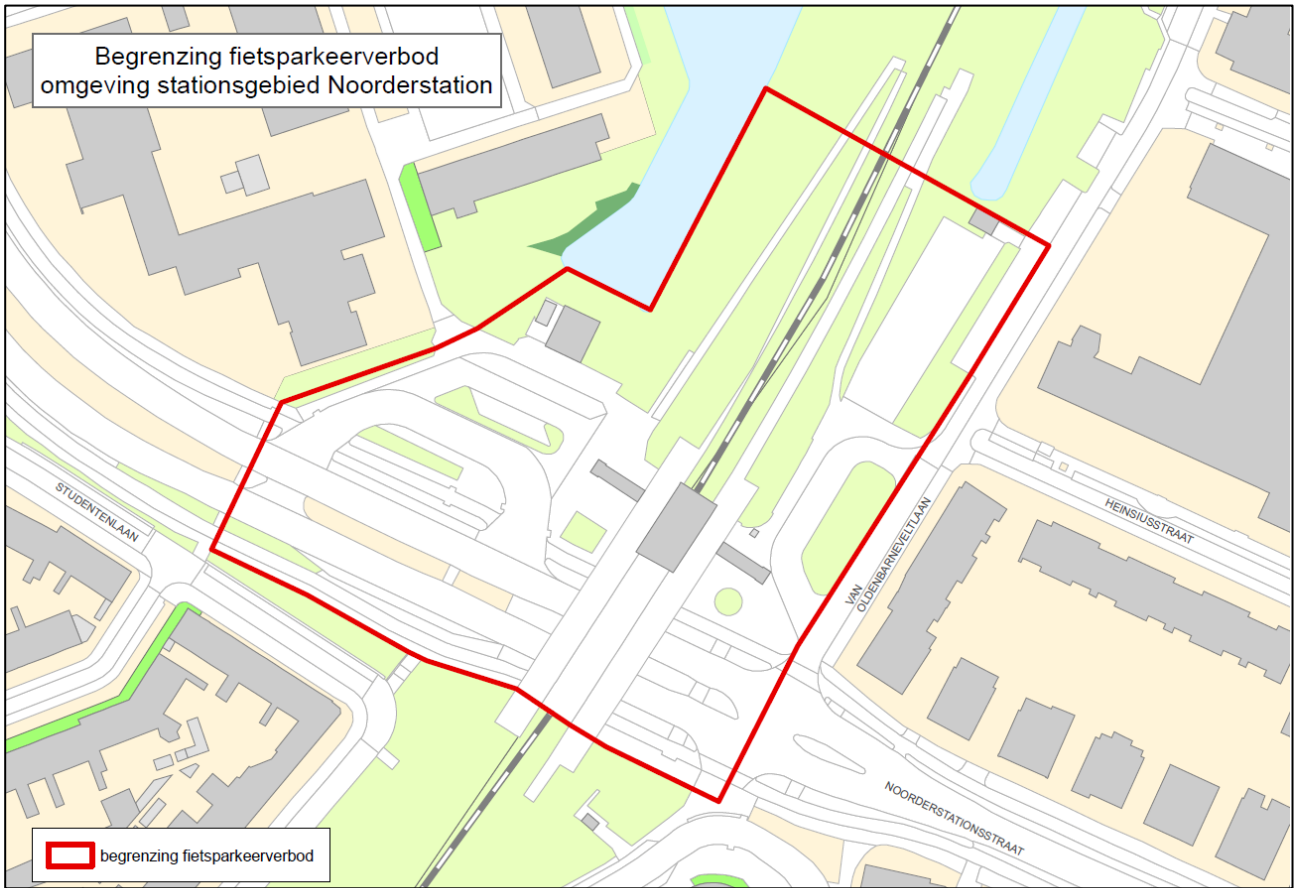 Begrenzing fietsparkeerverbod
omgeving stationsgebied Noorderstation
STUDENTENLAAN
HEINSIUSSTRAAT
VAN
OLDENBARNEVELTLAAN
NOORDERSTATIONSSTRAAT
begrenzing fietsparkeerverbod